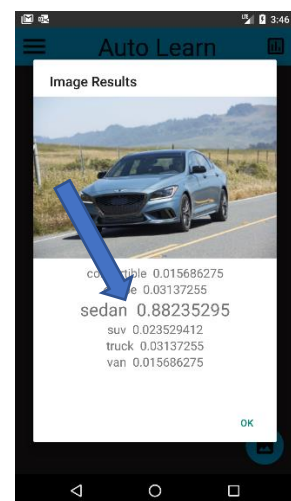 3:46
Auto Learn
Image Results
0.015686275
0.03137255
sedan 0.88235295
suv 0.023529412
truck 0.03137255
van 0.015686275
OK